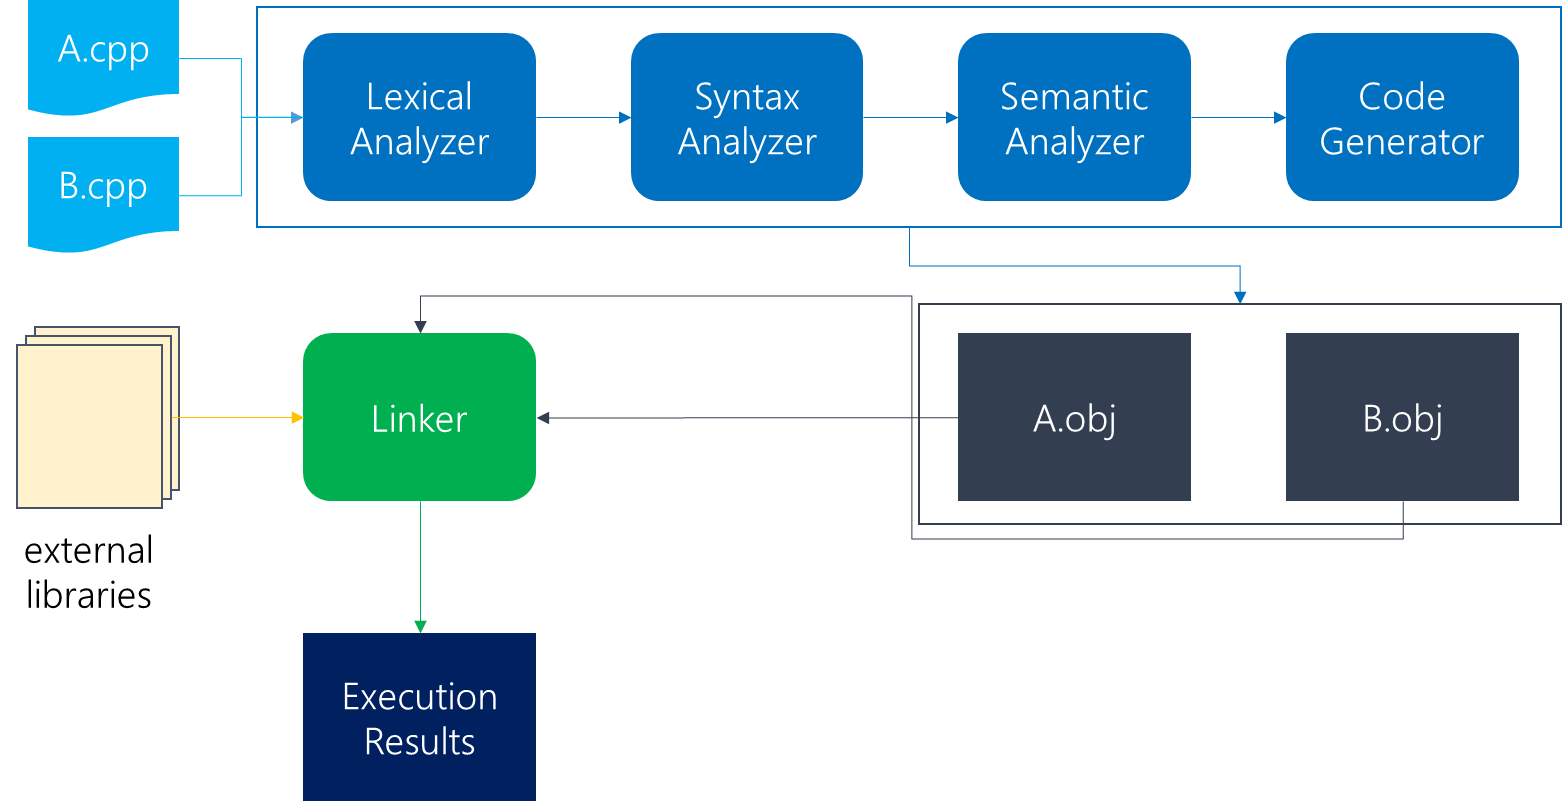 A.cpp
B.cpp
Lexical
Analyzer
Syntax
Analyzer
Semantic
Analyzer
Code
Generator
external
libraries
Linker
A.obj
B.obj
Execution
Results